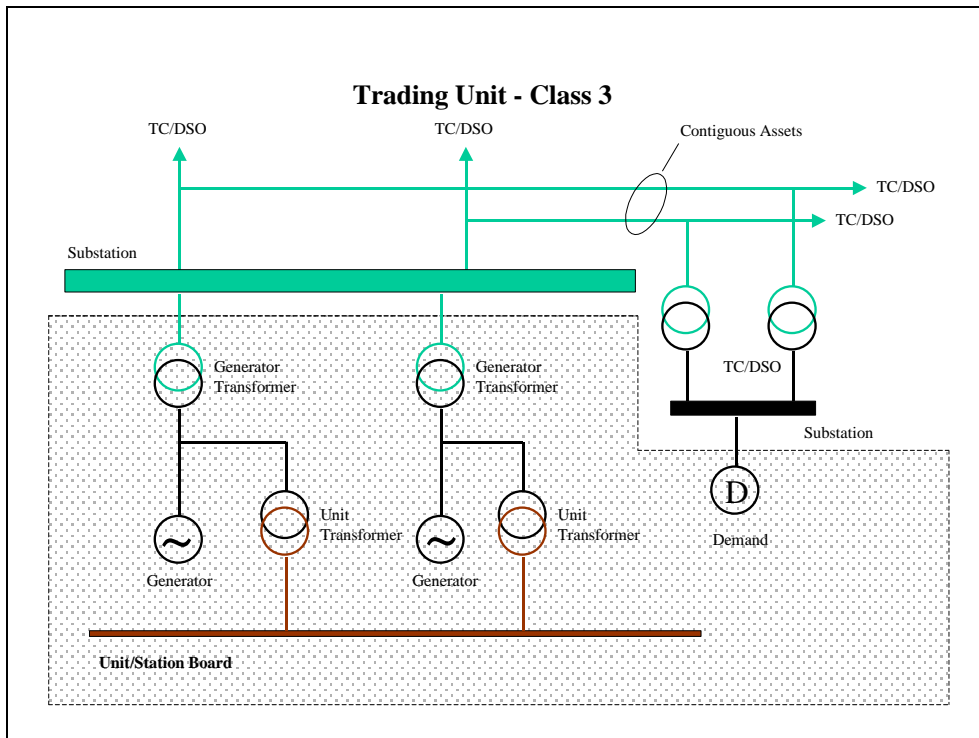 Trading Unit - Class 3
TC/DSO
TC/DSO
Contiguous Assets
TC/DSO
TC/DSO
Substation
Generator
Transformer
Generator
Transformer
TC/DSO
Substation
D
Unit
Transformer
Unit
Transformer
Demand
~
~
Generator
Generator
Unit/Station Board